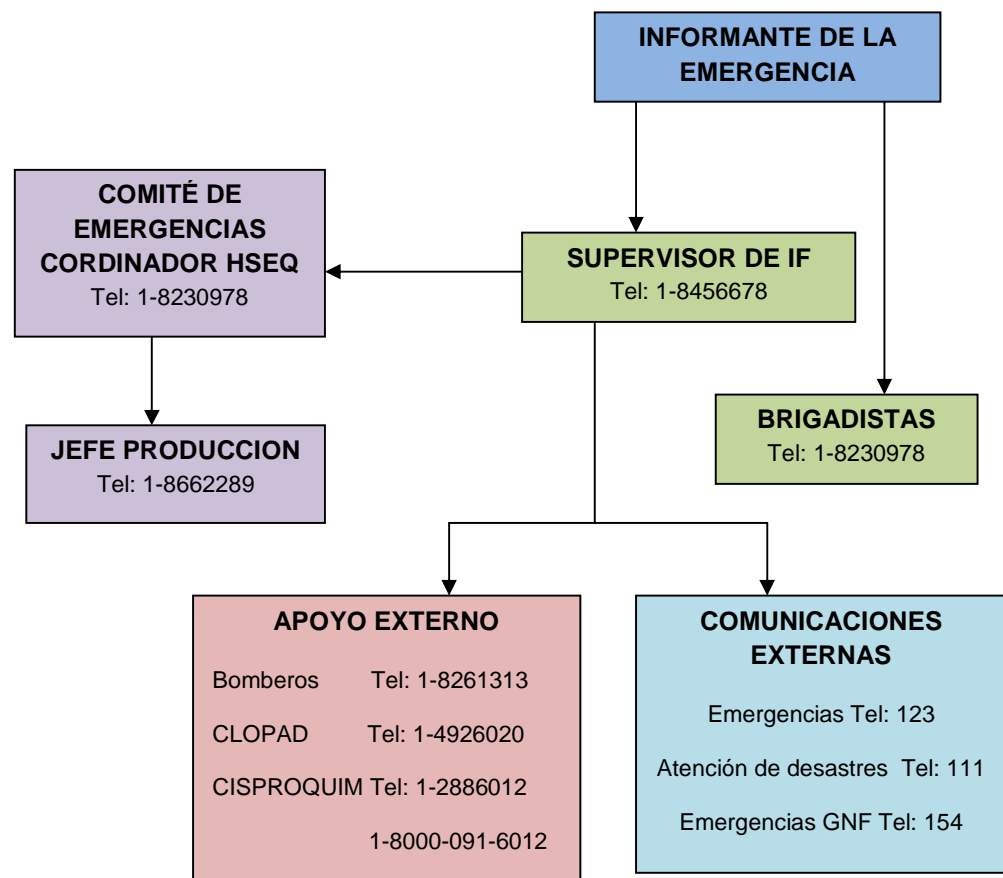 INFORMANTE DE LA
EMERGENCIA
COMITÉ DE
EMERGENCIAS
CORDINADOR HSEQ
Tel: 1-8230978
SUPERVISOR DE IF
Tel: 1-8456678
JEFE PRODUCCION
Tel: 1-8662289
BRIGADISTAS
Tel: 1-8230978
APOYO EXTERNO
Bomberos Tel: 1-8261313
CLOPAD Tel: 1-4926020
CISPROQUIM Tel: 1-2886012
1-8000-091-6012
COMUNICACIONES
EXTERNAS
Emergencias Tel: 123
Atención de desastres Tel: 111
Emergencias GNF Tel: 154